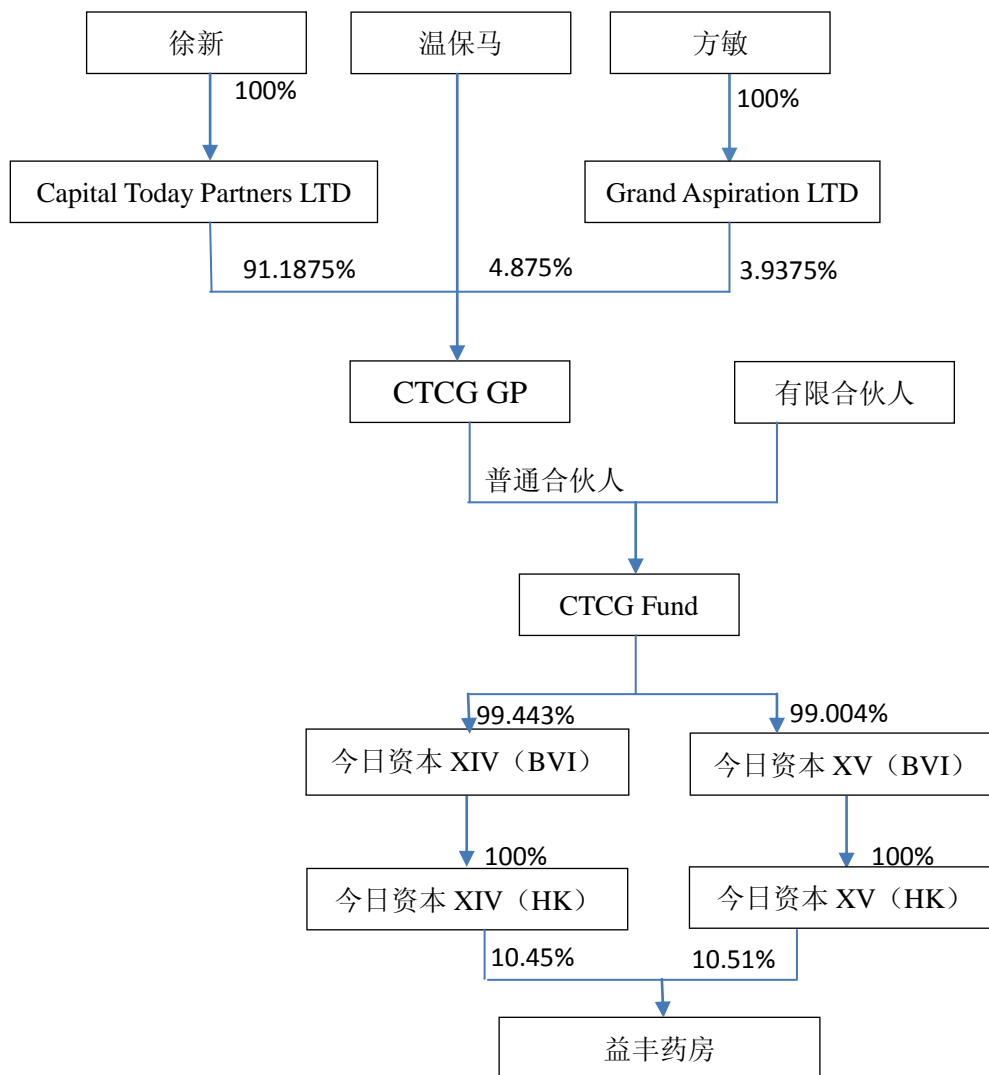 徐新
温保马
方敏
100%
100%
Capital Today Partners LTD
Grand Aspiration LTD
91.1875%
4.875%
3.9375%
CTCG GP
有限合伙人
普通合伙人
CTCG Fund
99.443%
99.004%
今日资本 XIV（BVI）
今日资本 XV（BVI）
100%
100%
今日资本 XIV（HK）
今日资本 XV（HK）
10.45%
10.51%
益丰药房